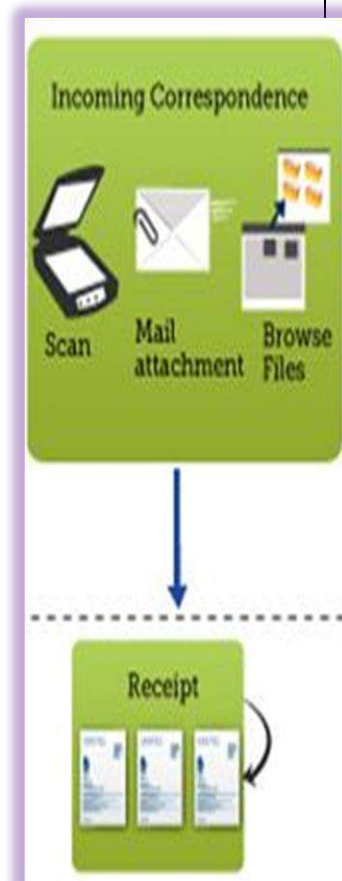 Incoming Correspondence
Scan
Mail
attachment
Browse
Files
Receipt